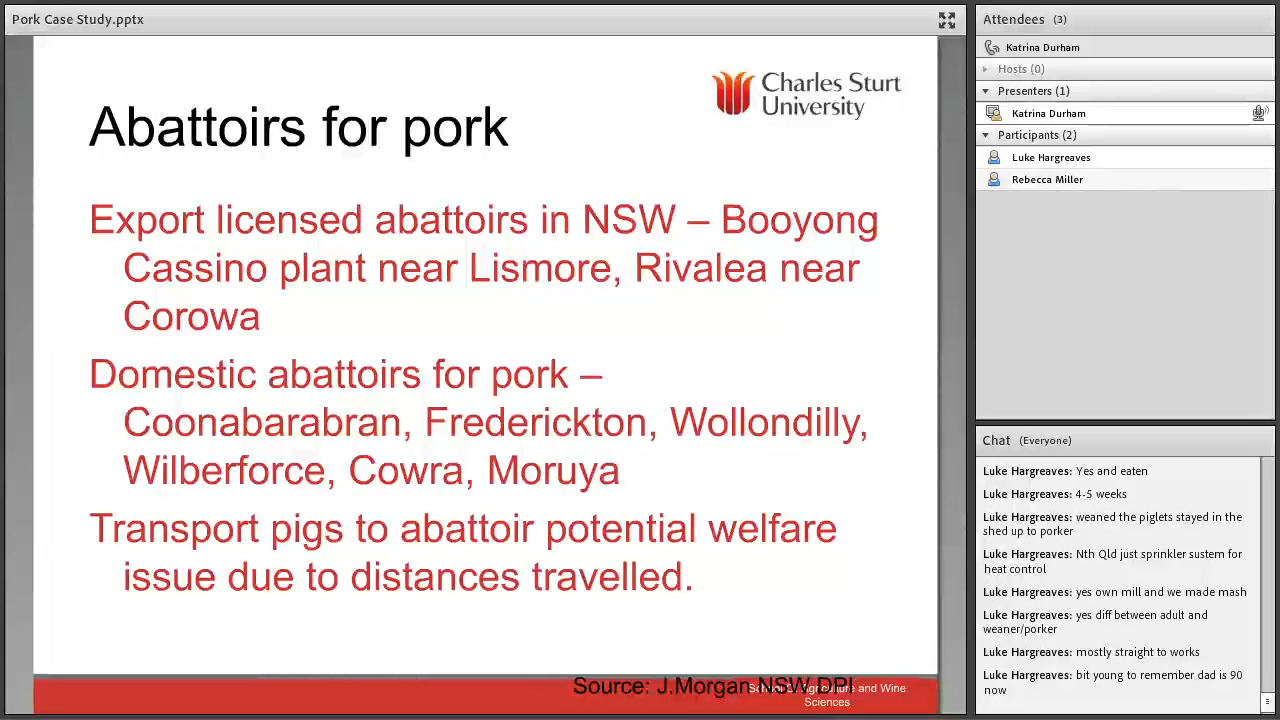 Pork Case Study.pptx
Charles Sturt
University
Abattoirs for pork
Export licensed abattoirs in NSW – Booyong
Cassino plant near Lismore, Rivalea near
Corowa
Domestic abattoirs for pork –
Coonabarabran, Frederickton, Wollondilly,
Wilberforce, Cowra, Moruya
Transport pigs to abattoir potential welfare
issue due to distances travelled.
Source: J.Morgan NSW DPI
School of Agriculture and Wine
Sciences
Attendees (3)
Katrina Durham
Hosts (0)
Presenters (1)
Katrina Durham
Participants (2)
Luke Hargreaves
Rebecca Miller
Chat (Everyone)
Luke Hargreaves: Yes and eaten
Luke Hargreaves: 4-5 weeks
Luke Hargreaves: weaned the piglets stayed in the
shed up to porker
Luke Hargreaves: Nth Qld just sprinkler sustem for
heat control
Luke Hargreaves: yes own mill and we made mash
Luke Hargreaves: yes diff between adult and
weaner/porker
Luke Hargreaves: mostly straight to works
Luke Hargreaves: bit young to remember dad is 90
now